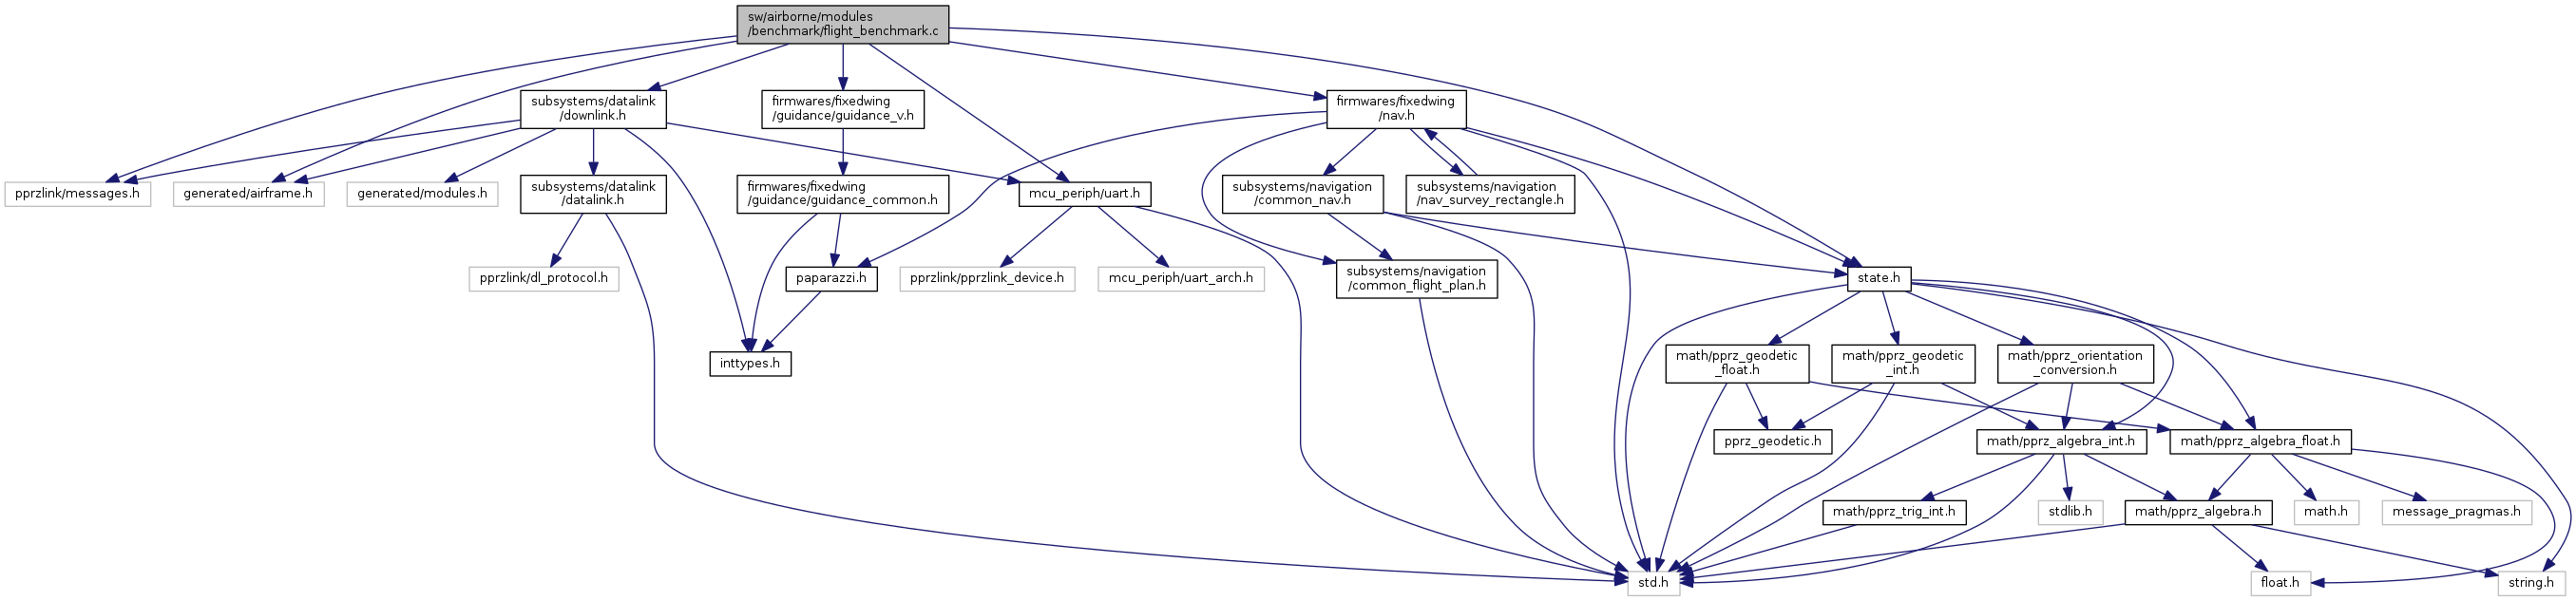 sw/airborne/modules
/benchmark/flight_benchmark.c
subsystems/datalink
/downlink.h
firmwares/fixedwing
/guidance/guidance_v.h
firmwares/fixedwing
/nav.h
pprzlink/messages.h
generated/airframe.h
generated/modules.h
subsystems/datalink
/datalink.h
firmwares/fixedwing
/guidance/guidance_common.h
mcu_periph/uart.h
subsystems/navigation
/common_nav.h
subsystems/navigation
/nav_survey_rectangle.h
pprzlink/dl_protocol.h
paparazzi.h
pprzlink/pprzlink_device.h
mcu_periph/uart_arch.h
subsystems/navigation
/common_flight_plan.h
state.h
inttypes.h
math/pprz_geodetic
_float.h
math/pprz_geodetic
_int.h
math/pprz_orientation
_conversion.h
pprz_geodetic.h
math/pprz_algebra_int.h
math/pprz_algebra_float.h
math/pprz_trig_int.h
stdlib.h
math/pprz_algebra.h
math.h
message_pragmas.h
std.h
float.h
string.h